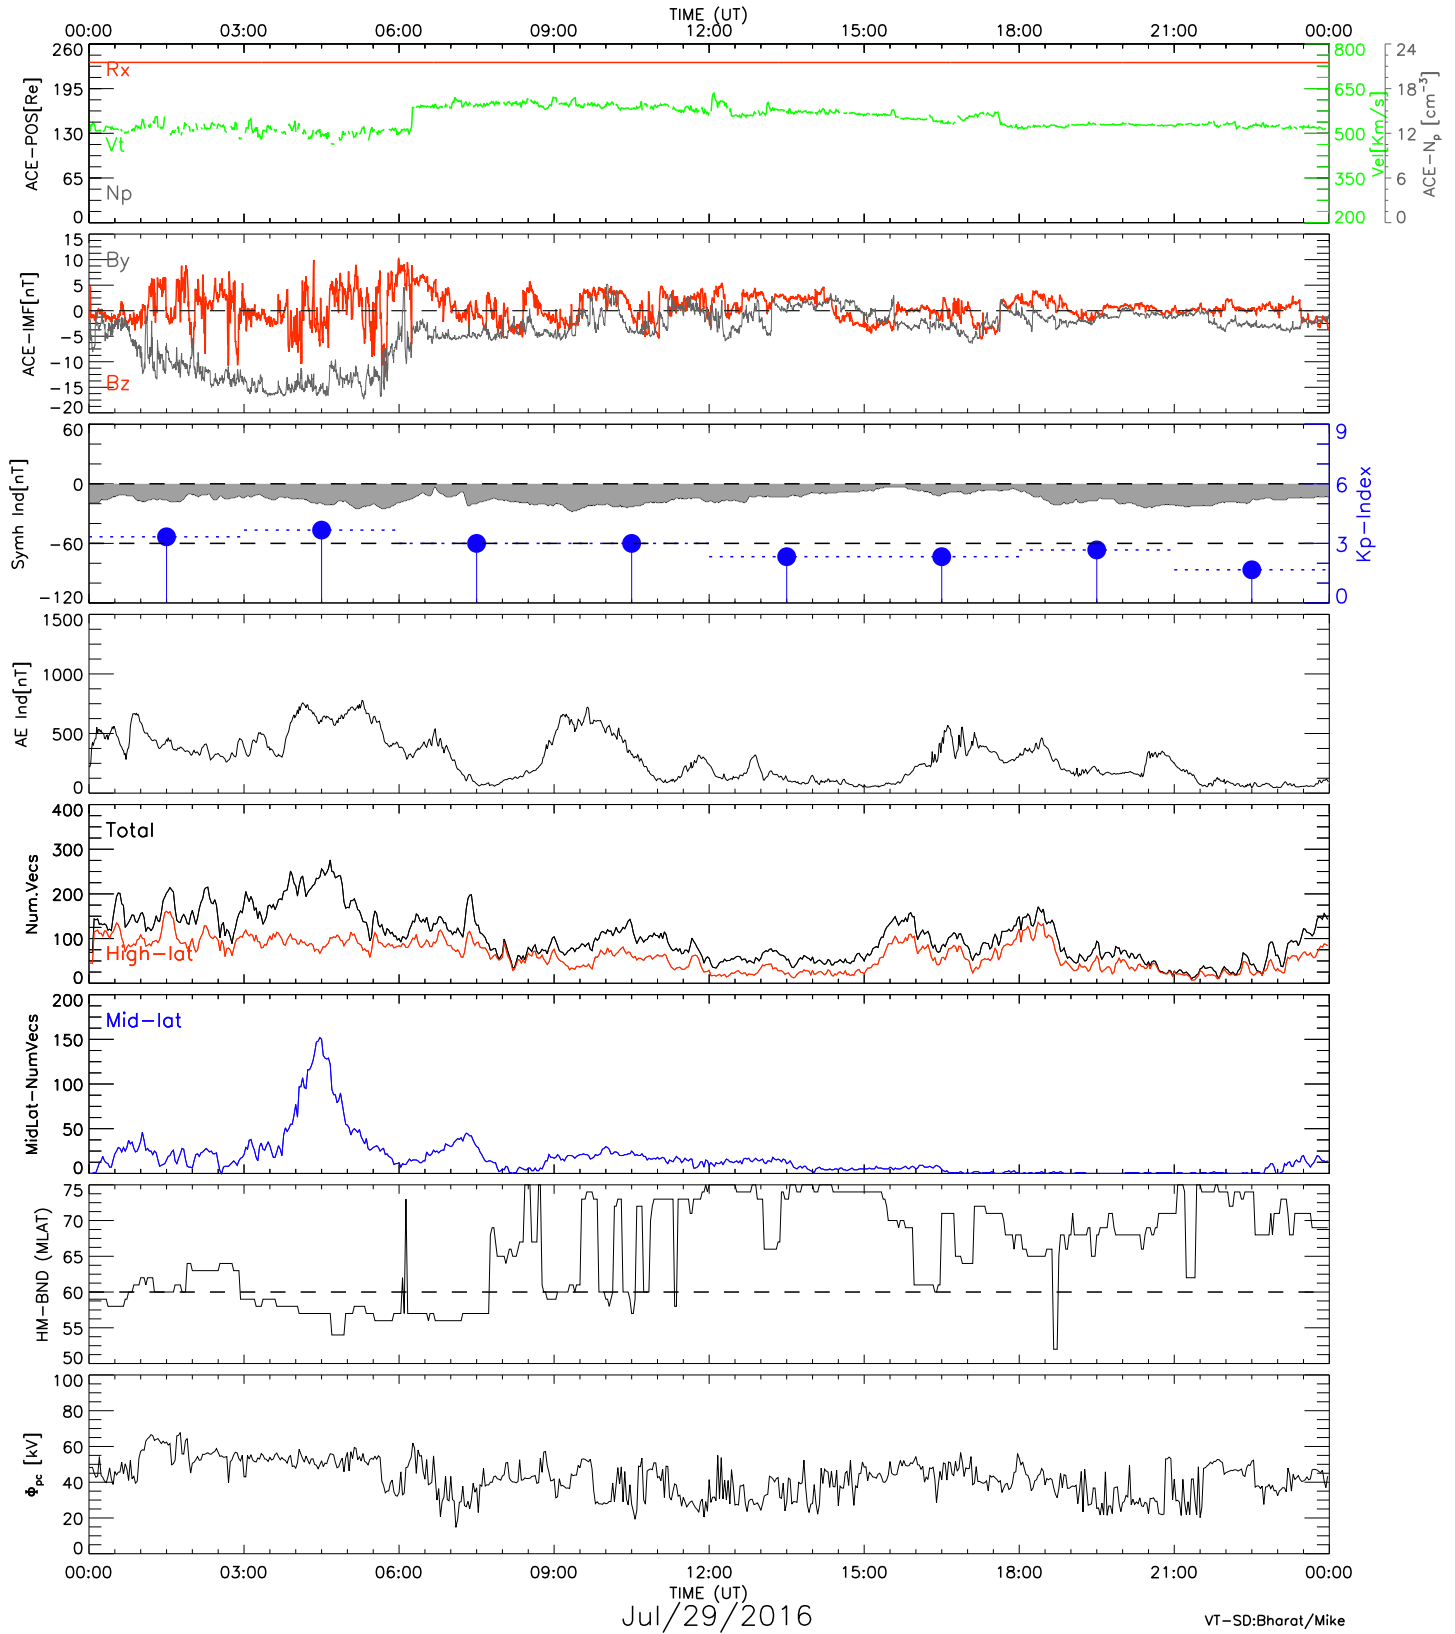 TIME (UT)
00:00 03:00 06:00 09:00 12:00 15:00 18:00 21:00 00:00
260
195
130
65
0
ACE-POS[Re]
Rx
Vt
Np
800
650
500
350
200
Vel[Km/s]
24
18
12
6
0
ACE-Np [cm⁻³]
15
10
5
0
-5
-10
-15
-20
ACE-IMF[nT]
By
Bz
60
0
-60
-120
Symh Ind[nT]
9
6
3
0
Kp-Index
1500
1000
500
0
AE Ind[nT]
400
300
200
100
0
Num.Vecs
Total
High-lat
200
150
100
50
0
MidLat-NumVecs
Mid-lat
75
70
65
60
55
50
HM-BND (MLAT)
100
80
60
40
20
0
Φpc [kV]
00:00 03:00 06:00 09:00 12:00 15:00 18:00 21:00 00:00
TIME (UT)
Jul/29/2016
VT-SD:Bharat/Mike